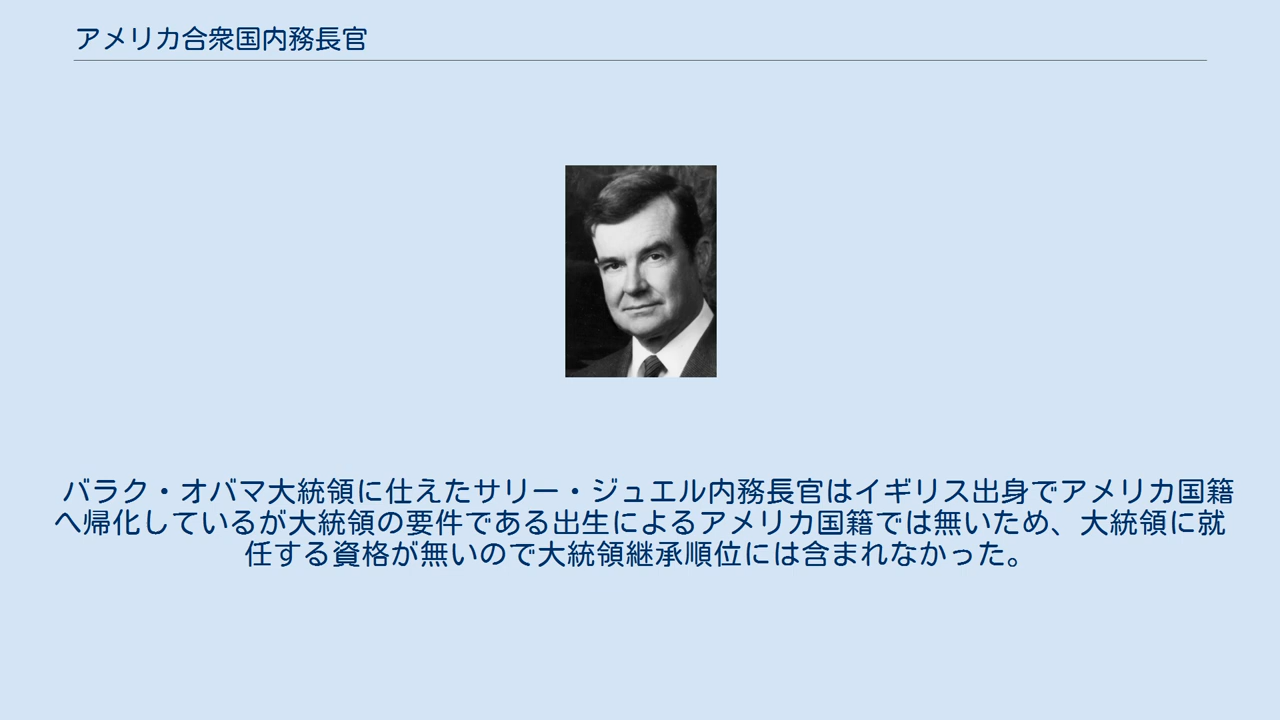 アメリカ合衆国内務長官
バラク・オバマ大統領に仕えたサリー・ジュエル内務長官はイギリス出身でアメリカ国籍
へ帰化しているが大統領の要件である出生によるアメリカ国籍では無いため、大統領に就
任する資格が無いので大統領継承順位には含まれなかった。